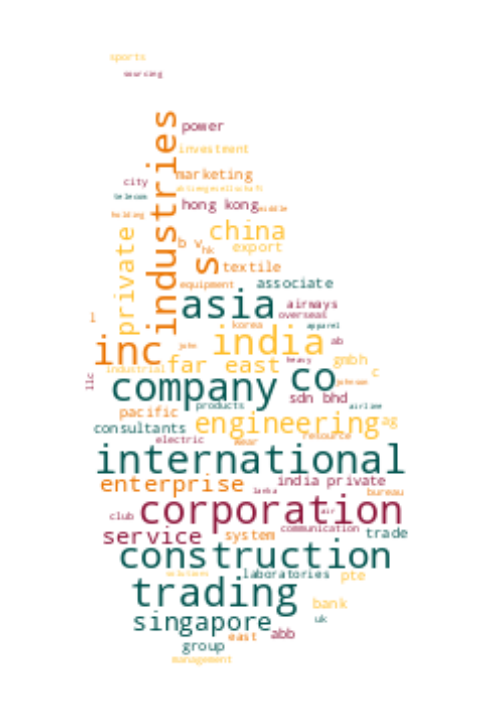 sports
sourcing
industries
power
investment
marketing
city
aktiengesellschaft
telecom
hong kong
middle
holding
private
china
b v
hk
export
s
textile
equipment
associate
asia
airways
overseas
l
korea
apparel
india
inc
john
ab
heavy
gmbh
industrial
far east
co
c
llc
company
johnson
sdn bhd
products
airline
pacific
engineering
ag
consultants
electric
wear
resource
international
enterprise
india private
lanka
bureau
club
corporation
air
communication
service
system
trade
construction
laboratories
pte
trading
bank
singapore
uk
east
abb
group
management